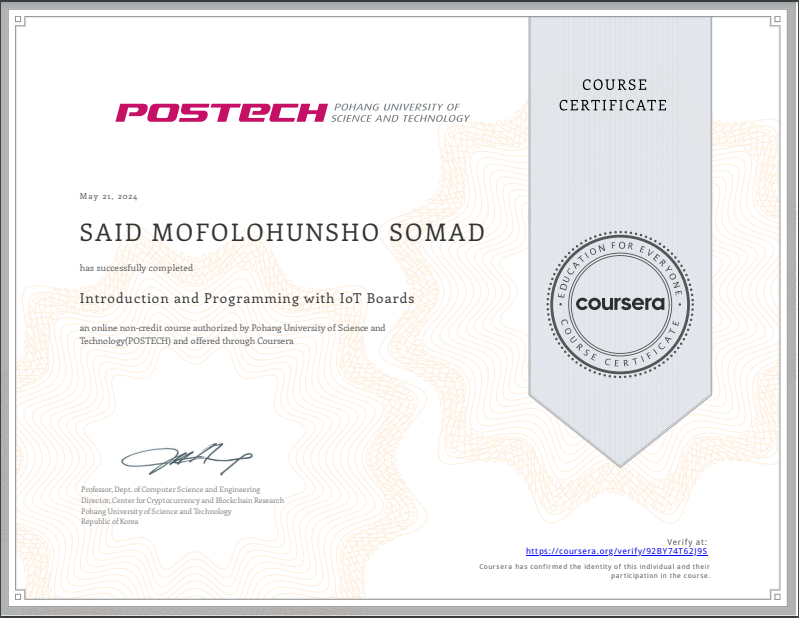 POSTECH POHANG UNIVERSITY OF
SCIENCE AND TECHNOLOGY
COURSE
CERTIFICATE
May 21, 2024
SAID MOFOLOHUNSHO SOMAD
has successfully completed
Introduction and Programming with IoT Boards
an online non-credit course authorized by Pohang University of Science and
Technology(POSTECH) and offered through Coursera
EDUCATION FOR EVERYONE
coursera
COURSE CERTIFICATE
Professor, Dept. of Computer Science and Engineering
Director, Center for Cryptocurrency and Blockchain Research
Pohang University of Science and Technology
Republic of Korea
Verify at:
https://coursera.org/verify/92BY74T62J9S
Coursera has confirmed the identity of this individual and their
participation in the course.